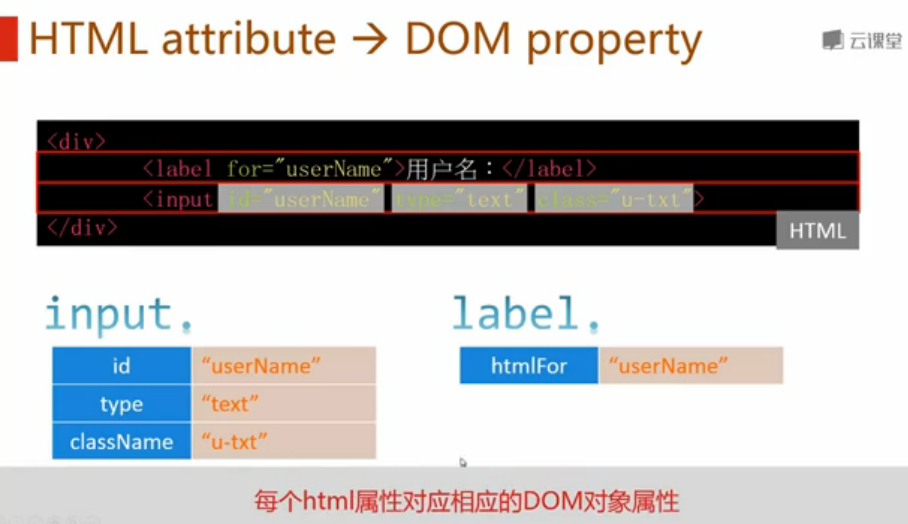 HTML attribute → DOM property
云课堂
<div>
<label for="userName">用户名：</label>
<input id="userName" type="text" class="u-txt">
</div>
HTML
input.
id "userName"
type "text"
className "u-txt"
label.
htmlFor "userName"
每个html属性对应相应的DOM对象属性